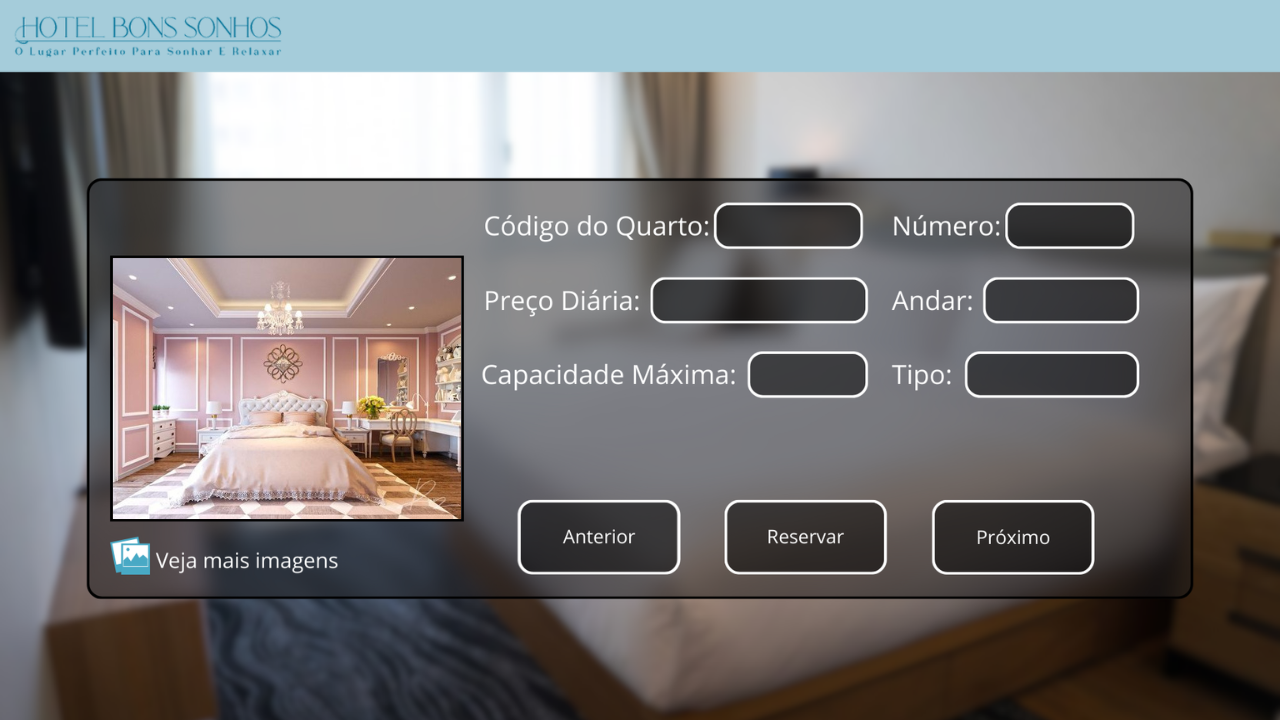 HOTEL BONS SONHOS
O Lugar Perfeito Para Sonhar E Relaxar
Código do Quarto:
Número:
Preço Diária:
Andar:
Capacidade Máxima:
Tipo:
Anterior
Reservar
Próximo
Veja mais imagens